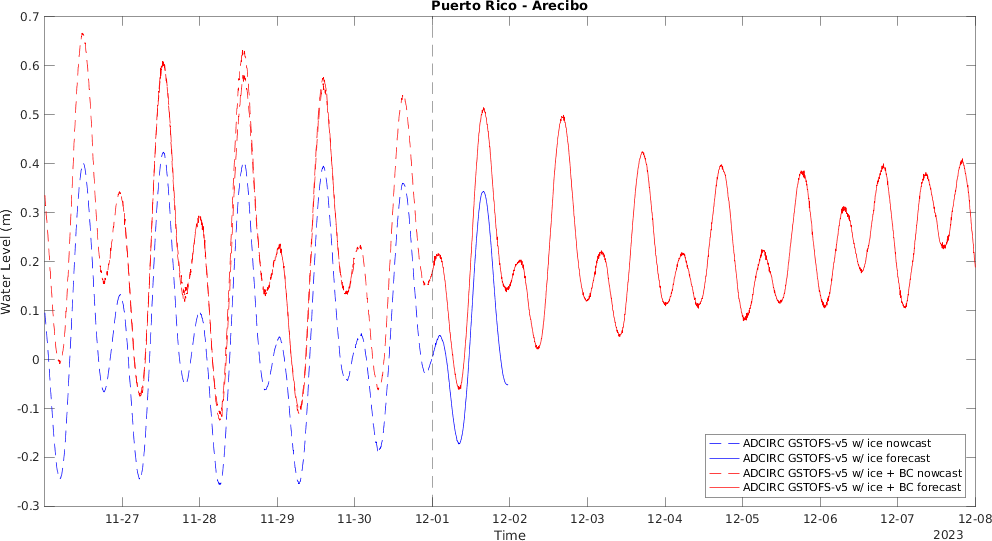 Puerto Rico - Arecibo
0.7
0.6
0.5
0.4
0.3
0.2
0.1
0
-0.1
-0.2
-0.3
Water Level (m)
ADCIRC GSTOFS-v5 w/ ice nowcast
ADCIRC GSTOFS-v5 w/ ice forecast
ADCIRC GSTOFS-v5 w/ ice + BC nowcast
ADCIRC GSTOFS-v5 w/ ice + BC forecast
11-27 11-28 11-29 11-30 12-01 12-02 12-03 12-04 12-05 12-06 12-07 12-08
Time
2023